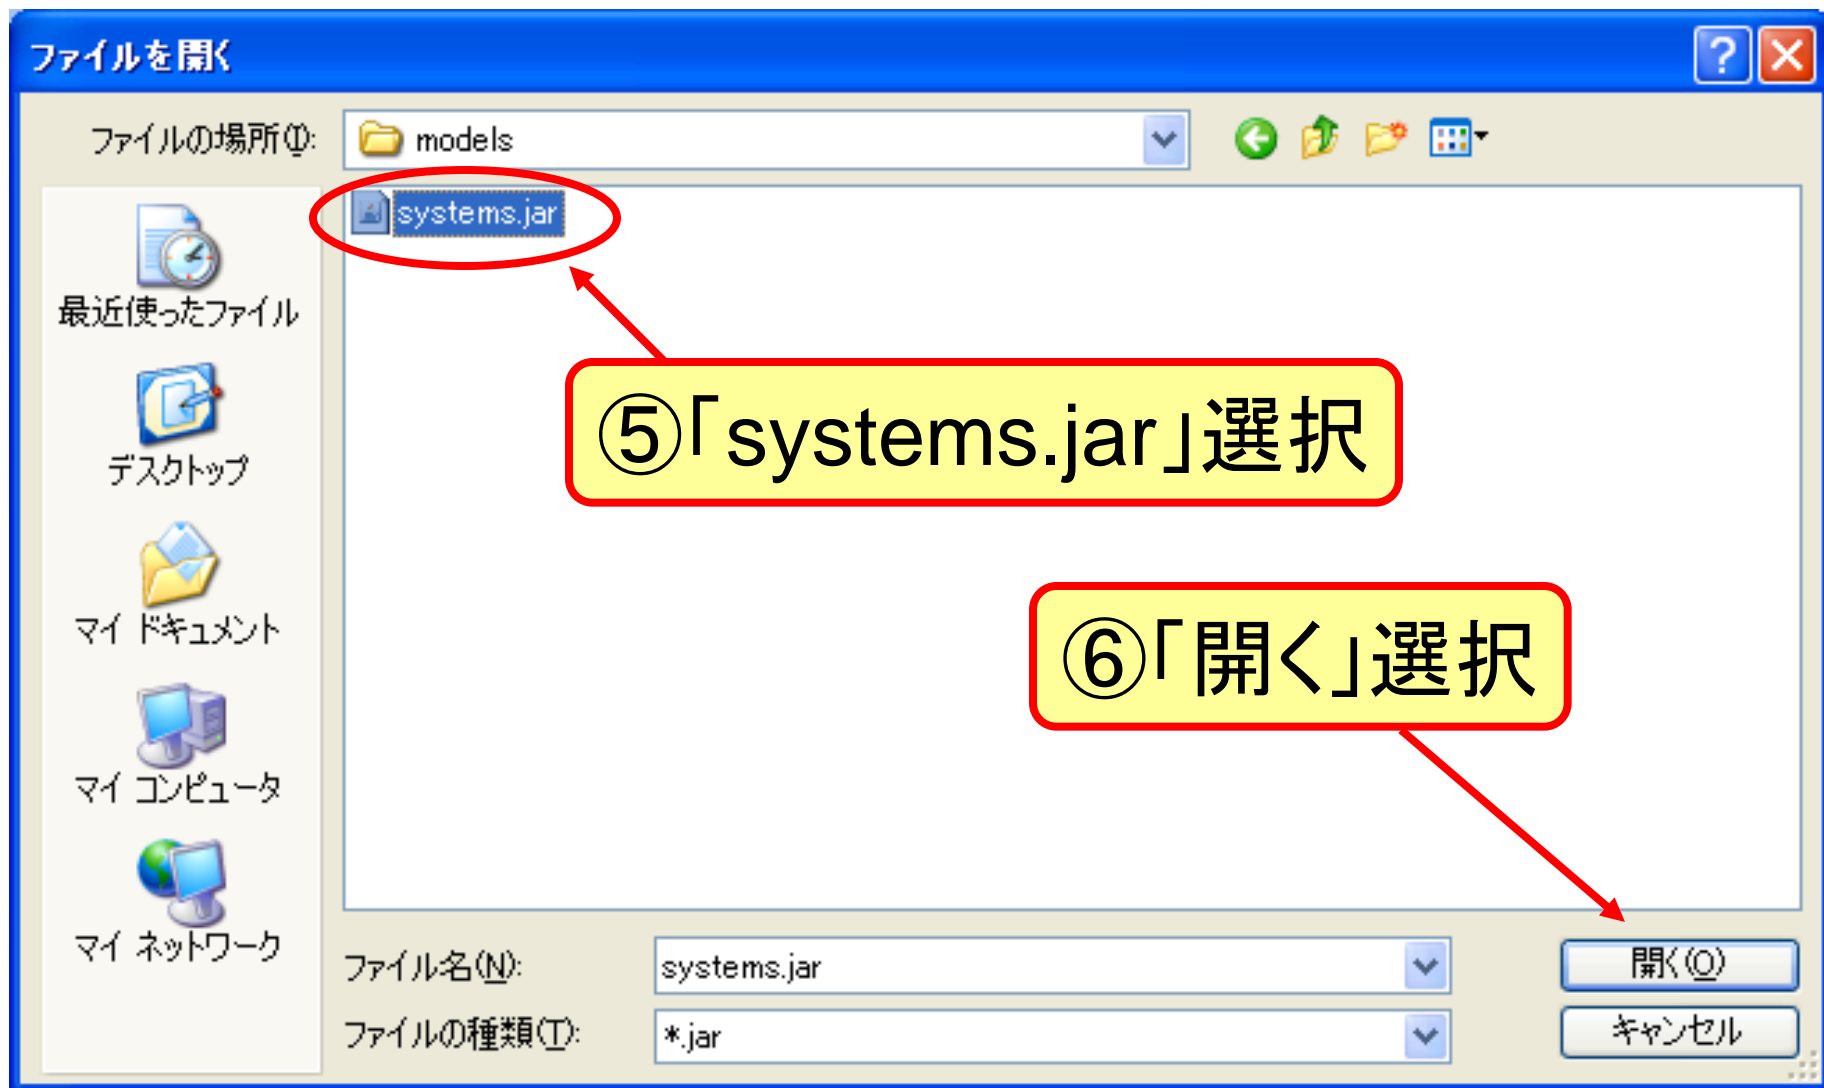 ファイルを開く
ファイルの場所(I):
models
systems.jar
最近使ったファイル
デスクトップ
マイ ドキュメント
マイ コンピュータ
マイ ネットワーク
⑤「systems.jar」選択
⑥「開く」選択
ファイル名(N):
systems.jar
開く(O)
ファイルの種類(T):
*.jar
キャンセル